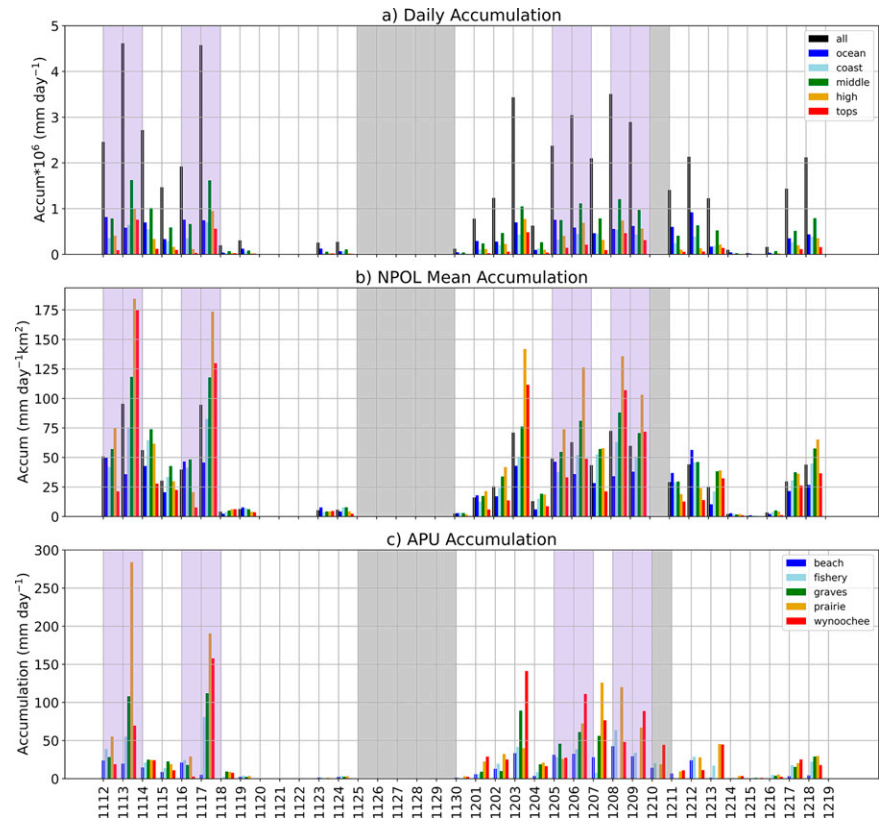 a) Daily Accumulation
5
4
3
2
1
0
Accum*10^6 (mm day⁻¹)
all
ocean
coast
middle
high
tops
b) NPOL Mean Accumulation
175
150
125
100
75
50
25
0
Accum (mm day⁻¹km²)
c) APU Accumulation
300
250
200
150
100
50
0
Accumulation (mm day⁻¹)
beach
fishery
graves
prairie
wynoochee
1112 1113 1114 1115 1116 1117 1118 1119 1120 1121 1122 1123 1124 1125 1126 1127 1128 1129 1130 1201 1202 1203 1204 1205 1206 1207 1208 1209 1210 1211 1212 1213 1214 1215 1216 1217 1218 1219